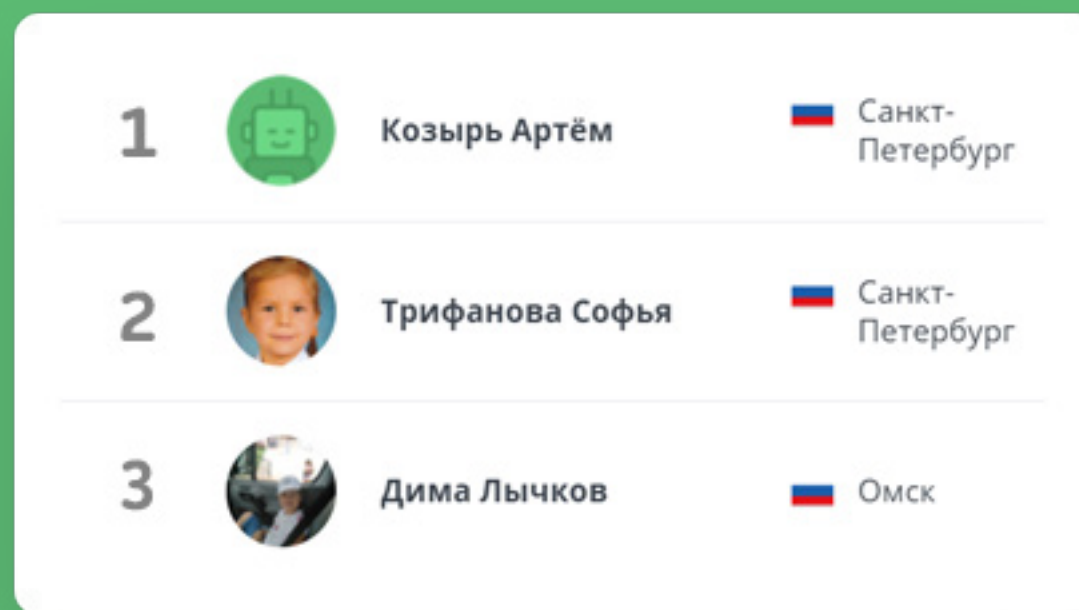 1
Козырь Артём
Санкт-
Петербург
2
Трифанова Софья
Санкт-
Петербург
3
Дима Лычков
Омск